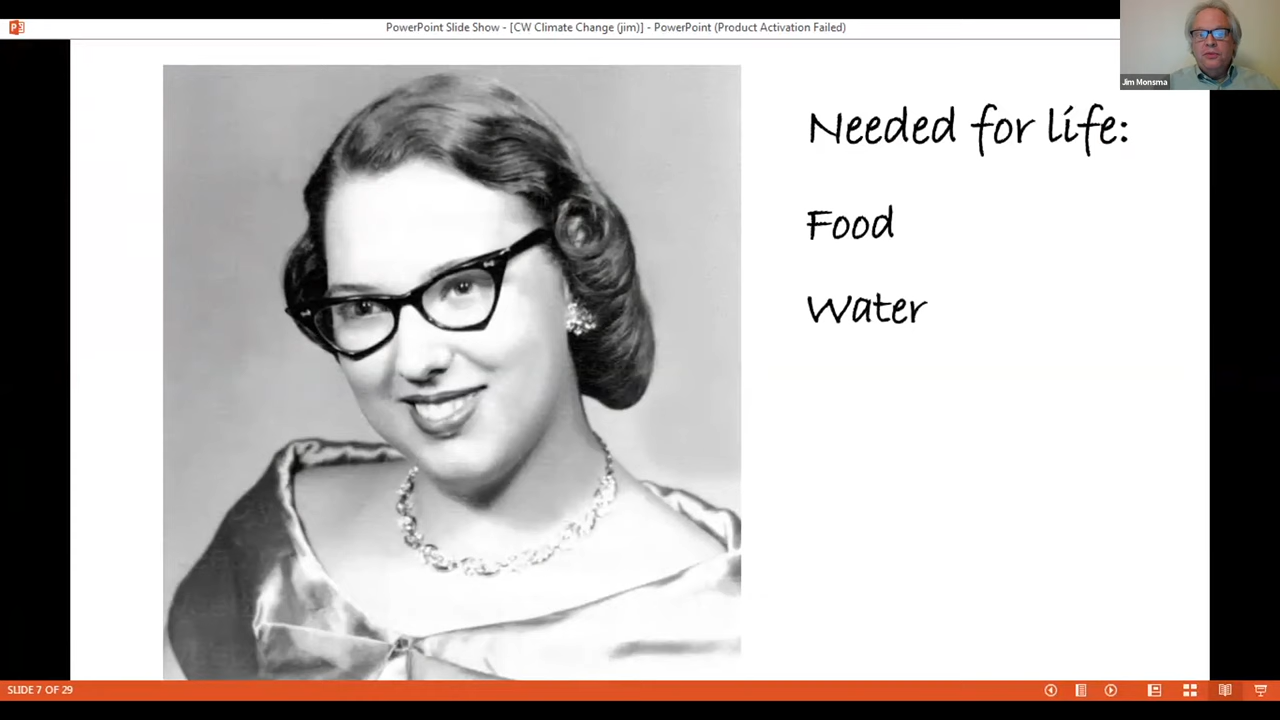 PowerPoint Slide Show - [CW Climate Change (jim)] - PowerPoint (Product Activation Failed)
Jim Monsma
Needed for life:
Food
Water
SLIDE 7 OF 29